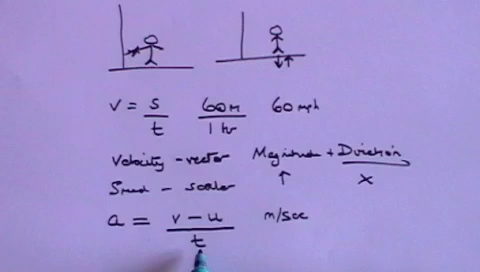 v = s/t 60m/1 hr 60 mph
Velocity - vector Magnitude + Direction
Speed - scalar ↑ x
a = v - u/t m/sec